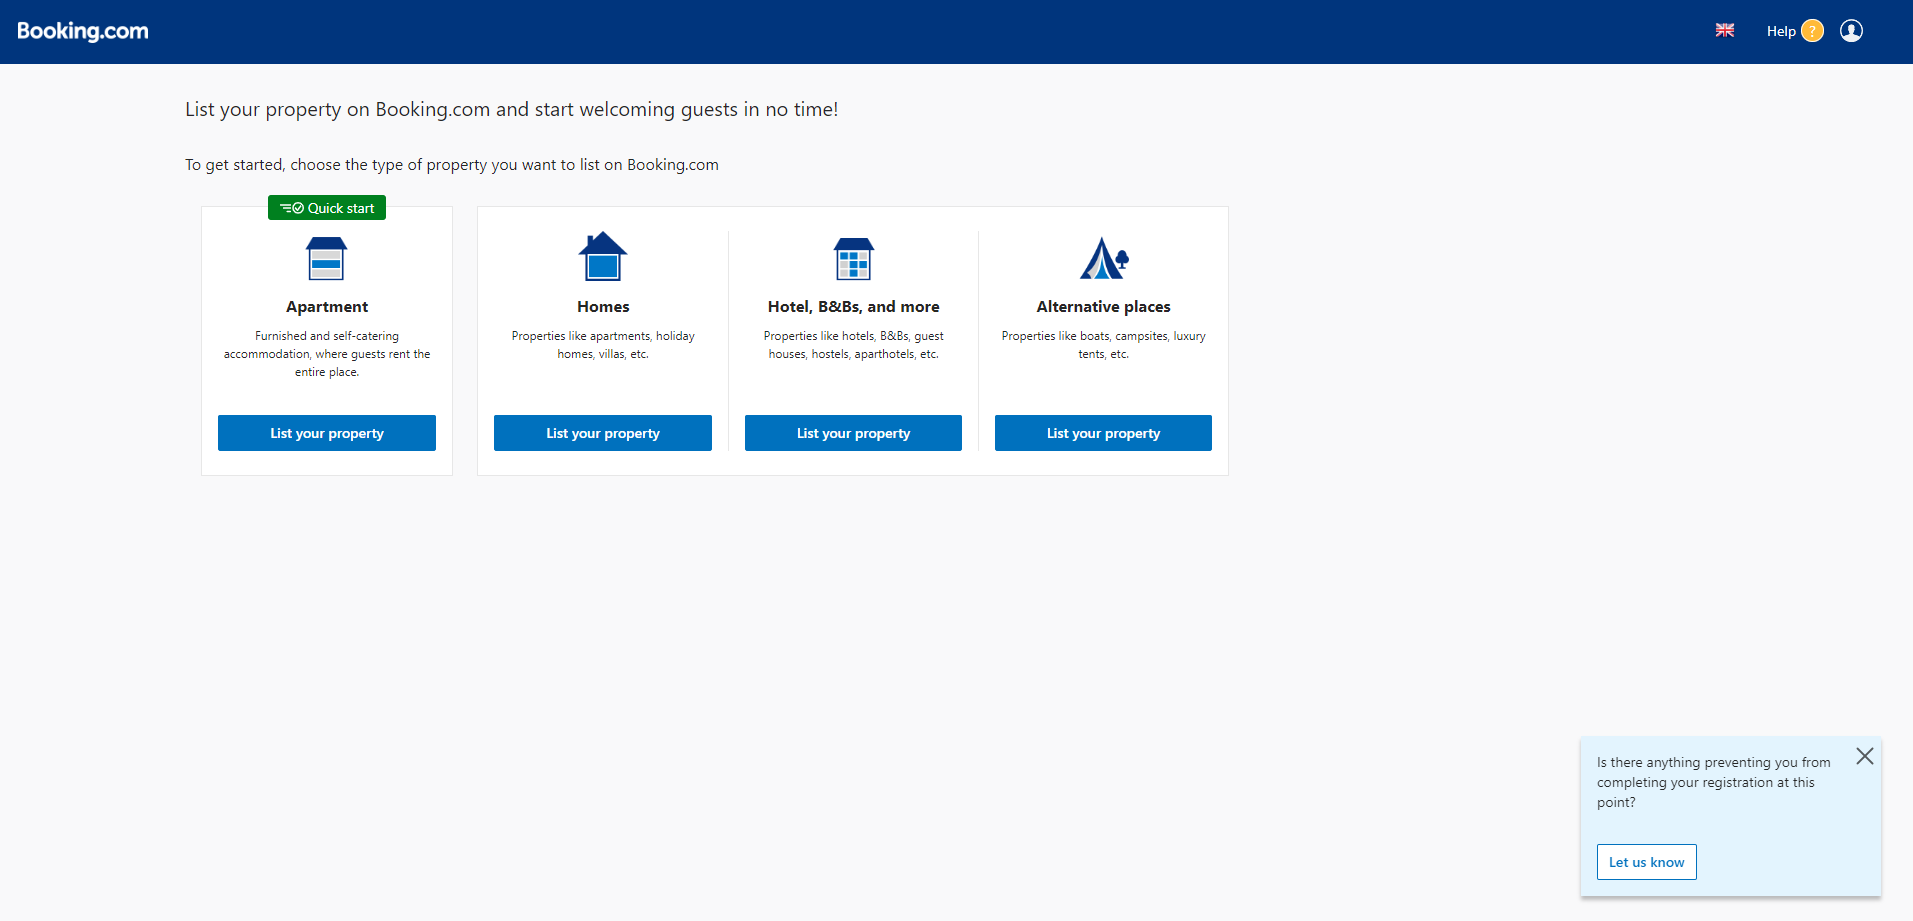 Booking.com
Help ?
List your property on Booking.com and start welcoming guests in no time!
To get started, choose the type of property you want to list on Booking.com
Quick start
Apartment
Furnished and self-catering
accommodation, where guests rent the
entire place.
List your property
Homes
Properties like apartments, holiday
homes, villas, etc.
List your property
Hotel, B&Bs, and more
Properties like hotels, B&Bs, guest
houses, hostels, aparthotels, etc.
List your property
Alternative places
Properties like boats, campsites, luxury
tents, etc.
List your property
Is there anything preventing you from
completing your registration at this
point?
Let us know